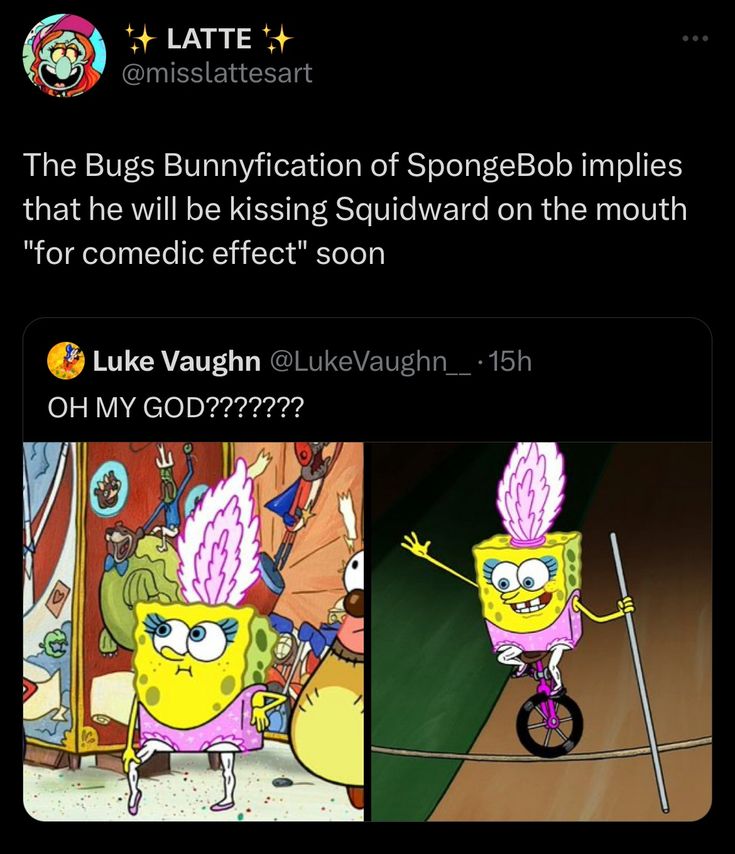 ✨ LATTE ✨
@misslattesart
The Bugs Bunnyfication of SpongeBob implies
that he will be kissing Squidward on the mouth
"for comedic effect" soon
Luke Vaughn @LukeVaughn__ · 15h
OH MY GOD???????